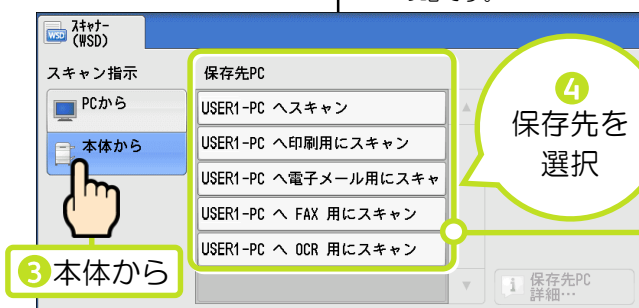 WSD スキャナー
(WSD)
スキャン指示
保存先PC
PCから
本体から
USER1-PC へスキャン
USER1-PC へ印刷用にスキャン
USER1-PC へ電子メール用にスキャ
USER1-PC へ FAX 用にスキャン
USER1-PC へ OCR 用にスキャン
4
保存先を
選択
3本体から
i 保存先PC
詳細…